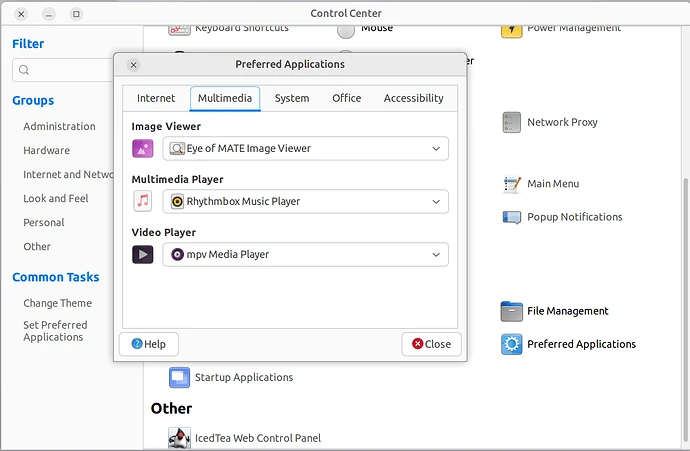 Control Center
Filter
Groups
Administration
Hardware
Internet and Netwo
Look and Feel
Personal
Other
Common Tasks
Change Theme
Set Preferred
Applications
Keyboard Shortcuts
Mouse
Power Management
er
Network Proxy
Main Menu
Popup Notifications
File Management
Preferred Applications
Startup Applications
Other
IcedTea Web Control Panel
Preferred Applications
Internet
Multimedia
System
Office
Accessibility
Image Viewer
Eye of MATE Image Viewer
Multimedia Player
Rhythmbox Music Player
Video Player
mpv Media Player
Help
Close